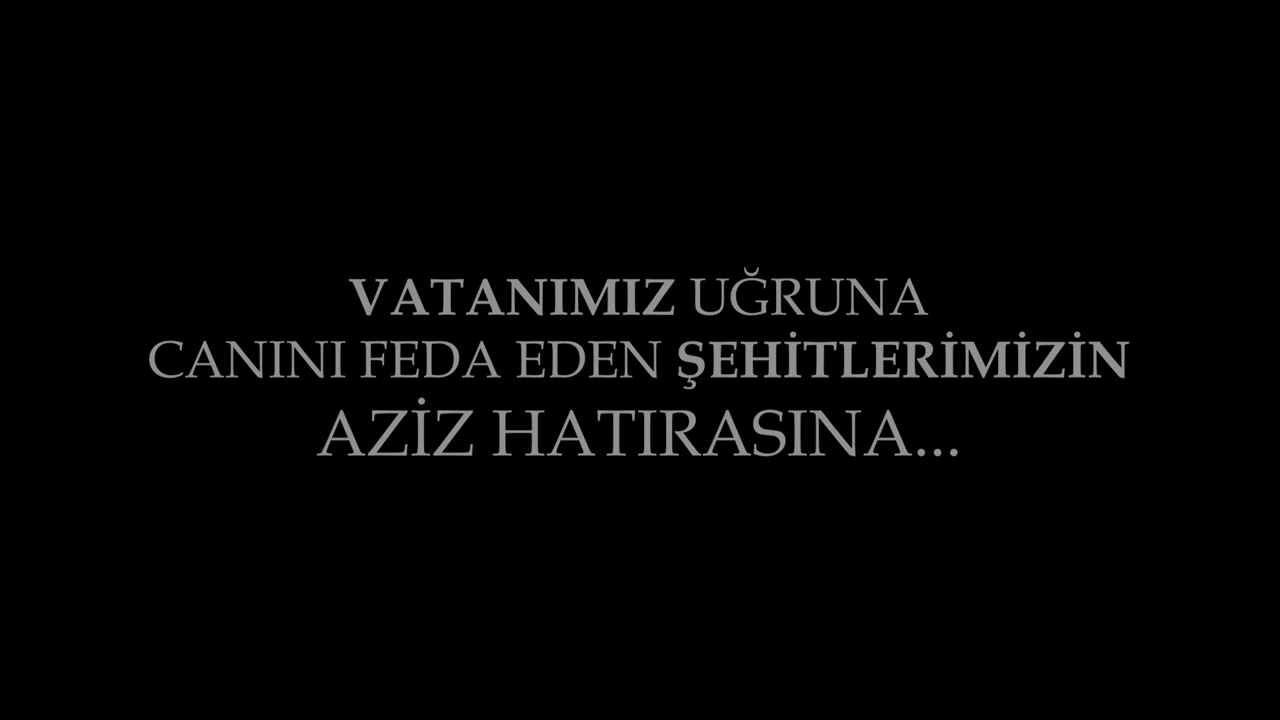 VATANIMIZ UĞRUNA
CANINI FEDA EDEN ŞEHİTLERİMİZİN
AZİZ HATIRASINA...